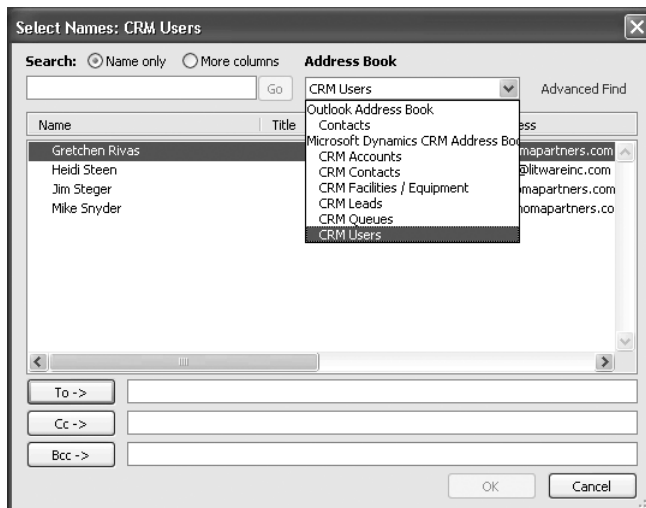 Select Names: CRM Users
Search: Name only More columns Address Book
Go CRM Users Advanced Find
Outlook Address Book
Contacts
Microsoft Dynamics CRM Address Boo
CRM Accounts
CRM Contacts
CRM Facilities / Equipment
CRM Leads
CRM Queues
CRM Users
Name Title ess
Gretchen Rivas mapartners.com
Heidi Steen @litwareinc.com
Jim Steger omapartners.com
Mike Snyder nomapartners.co
To ->
Cc ->
Bcc ->
OK Cancel